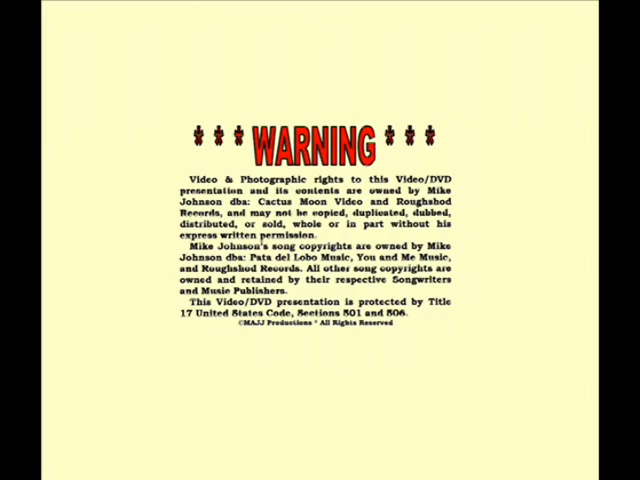 * * * WARNING * * *
Video & Photographic rights to this Video/DVD
presentation and its contents are owned by Mike
Johnson dba: Cactus Moon Video and Roughshod
Records, and may not be copied, duplicated, dubbed,
distributed, or sold, whole or in part without his
express written permission.
Mike Johnson's song copyrights are owned by Mike
Johnson dba: Pata del Lobo Music, You and Me Music,
and Roughshod Records. All other song copyrights are
owned and retained by their respective Songwriters
and Music Publishers.
This Video/DVD presentation is protected by Title
17 United States Code, Sections 501 and 506.
©MAJJ Productions * All Rights Reserved